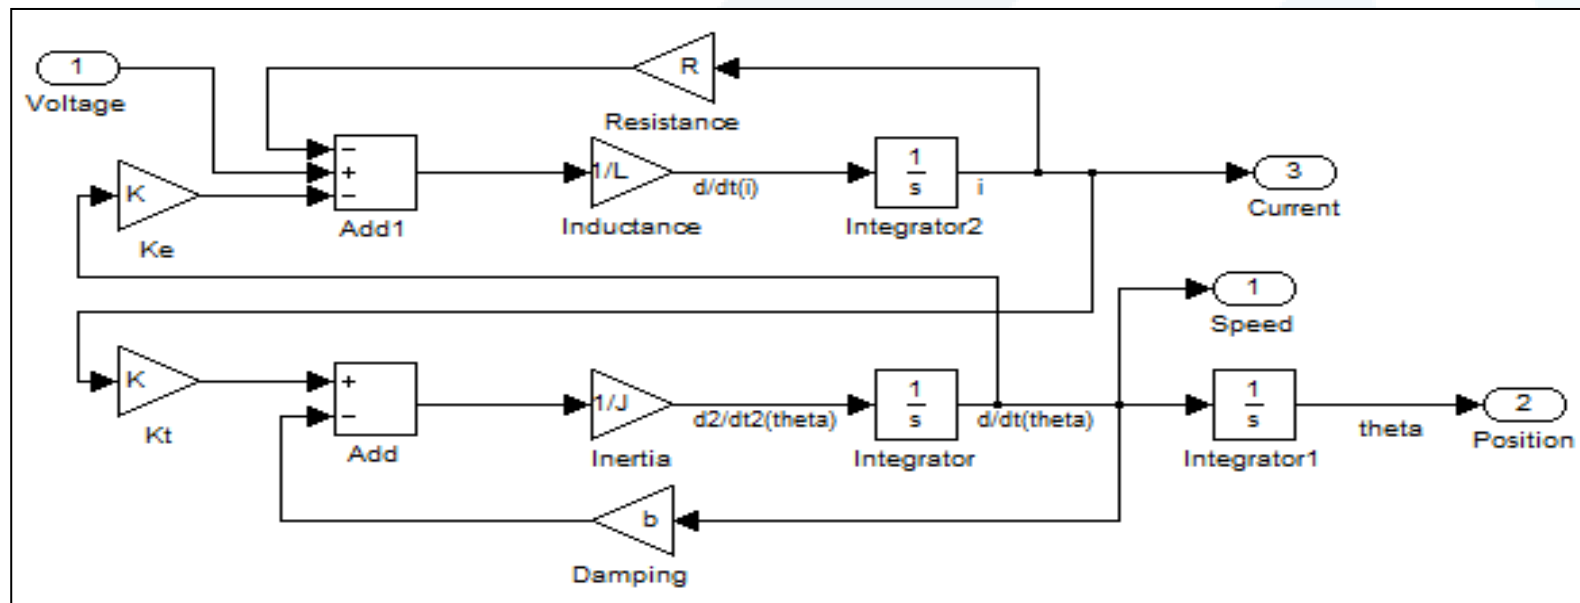 1
Voltage
R
Resistance
−
+
−
Add1
K
Ke
1/L
Inductance
d/dt(i)
1
s
Integrator2
i
3
Current
1
Speed
K
Kt
+
−
Add
1/J
Inertia
d2/dt2(theta)
1
s
Integrator
d/dt(theta)
1
s
Integrator1
theta
2
Position
b
Damping